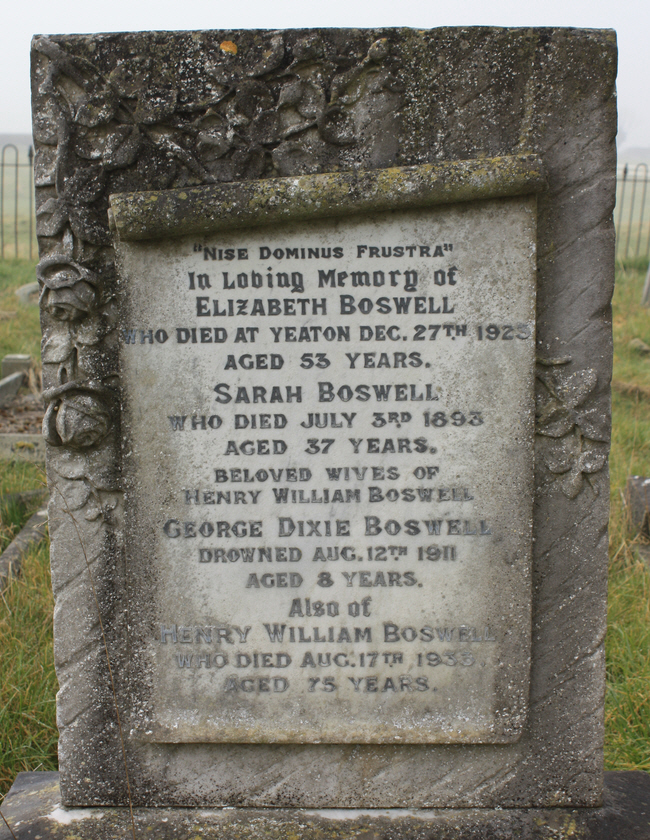 "NISE DOMINUS FRUSTRA"
In Loving Memory of
ELIZABETH BOSWELL
WHO DIED AT YEATON DEC. 27TH 1925
AGED 53 YEARS.
SARAH BOSWELL
WHO DIED JULY 3RD 1893
AGED 37 YEARS.
BELOVED WIVES OF
HENRY WILLIAM BOSWELL
GEORGE DIXIE BOSWELL
DROWNED AUG. 12TH 1911
AGED 8 YEARS.
Also of
HENRY WILLIAM BOSWELL
WHO DIED AUG. 17TH 1933.
AGED 75 YEARS.